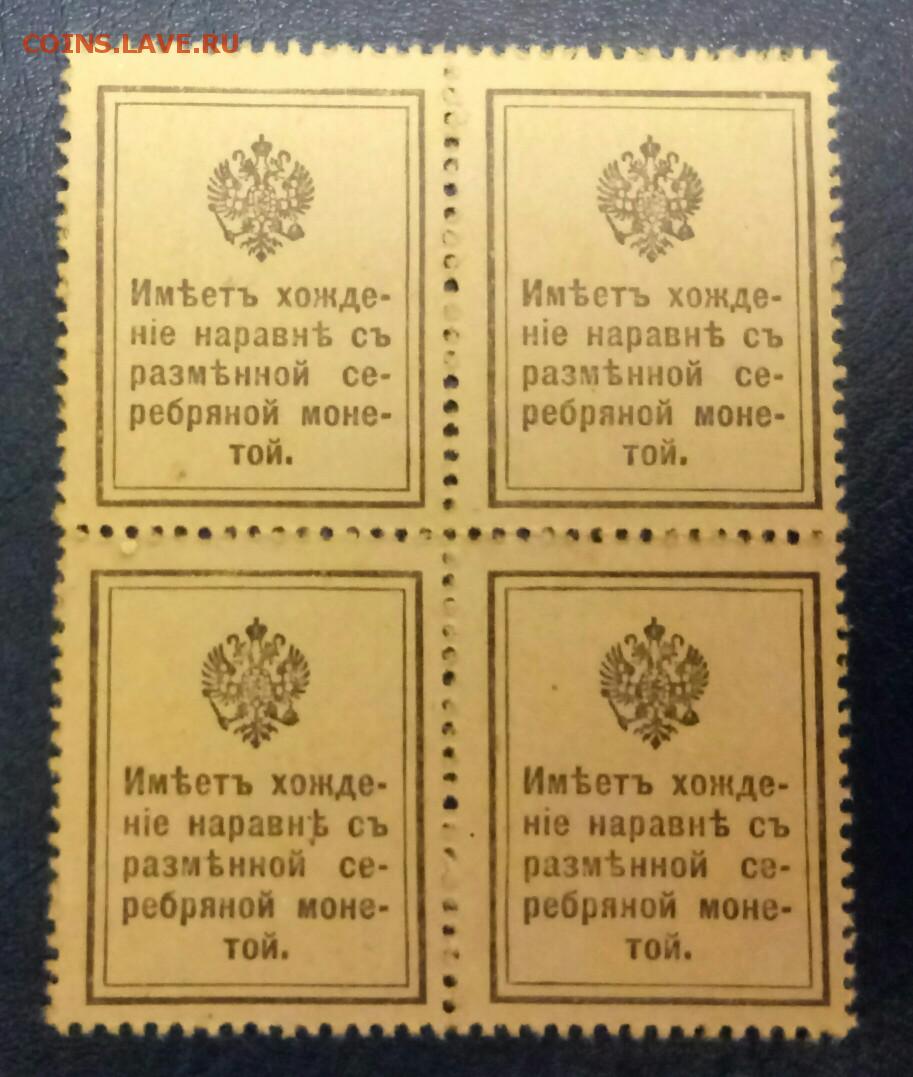 COINS.LAVE.RU
Имѣетъ хожде-
ніе наравнѣ съ
размѣнной се-
ребряной моне-
той.
Имѣетъ хожде-
ніе наравнѣ съ
размѣнной се-
ребряной моне-
той.
Имѣетъ хожде-
ніе наравнѣ съ
размѣнной се-
ребряной моне-
той.
Имѣетъ хожде-
ніе наравнѣ съ
размѣнной се-
ребряной моне-
той.